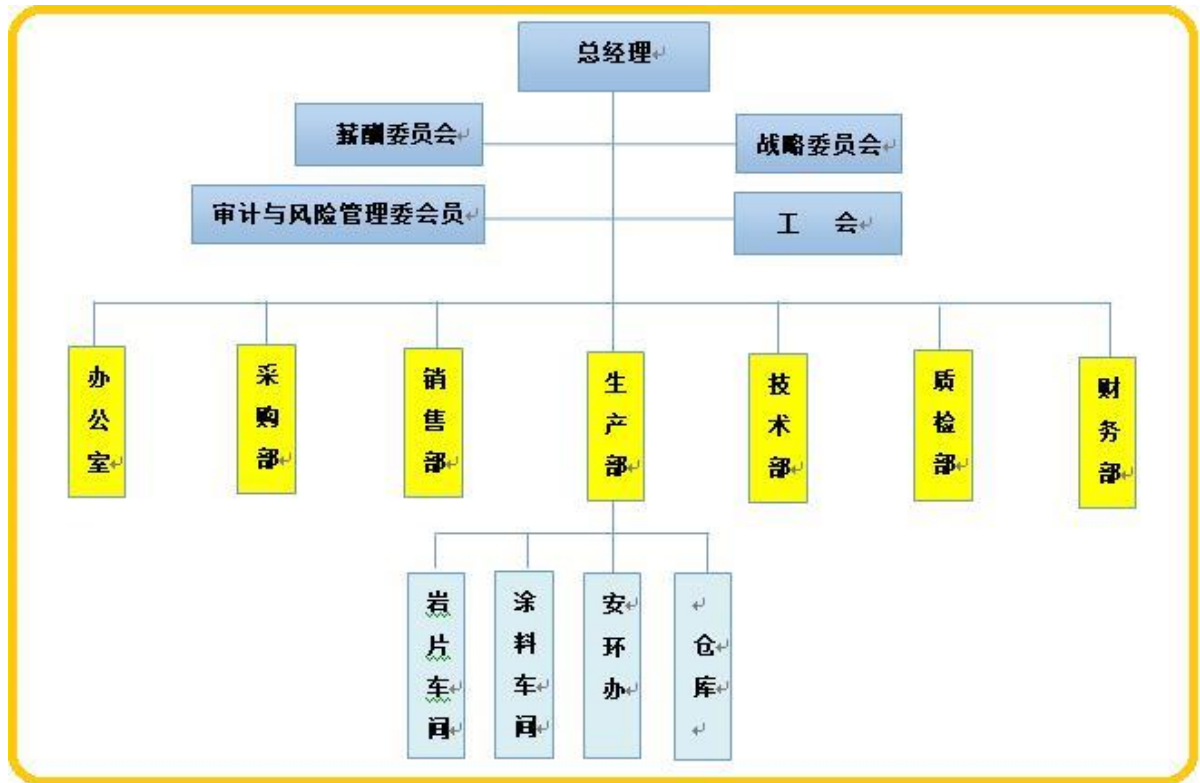 总经理
薪酬委员会
战略委员会
审计与风险管理委会员
工 会
办公室
采购部
销售部
生产部
技术部
质检部
财务部
岩片车间
涂料车间
安环办
仓库